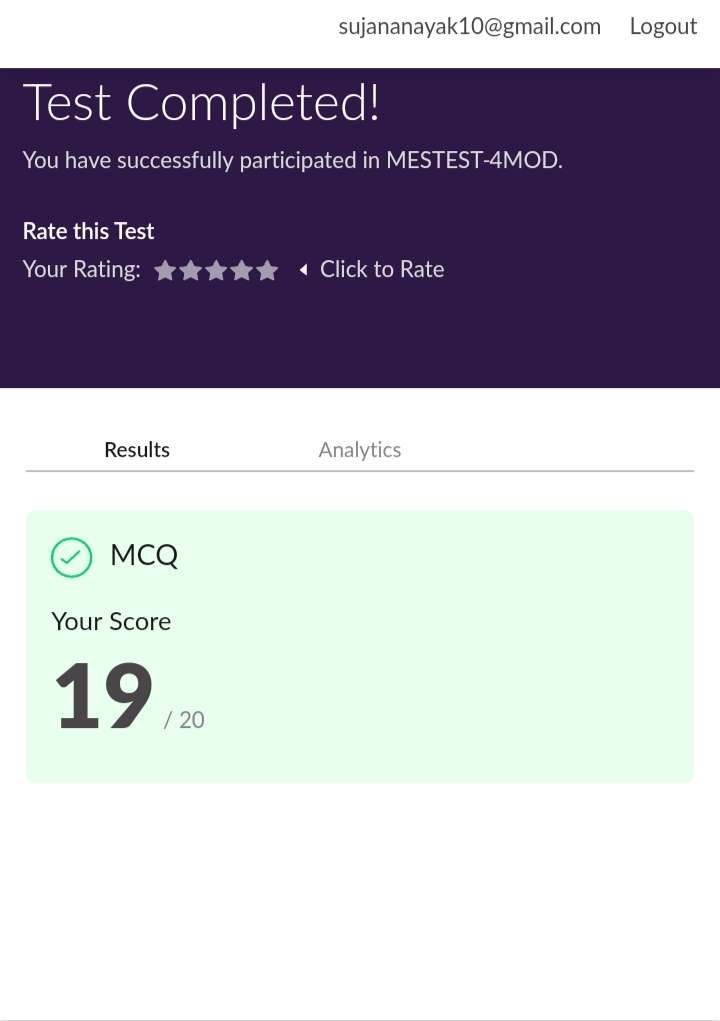 sujananayak10@gmail.com Logout
Test Completed!
You have successfully participated in MESTEST-4MOD.
Rate this Test
Your Rating: Click to Rate
Results Analytics
MCQ
Your Score
19 / 20